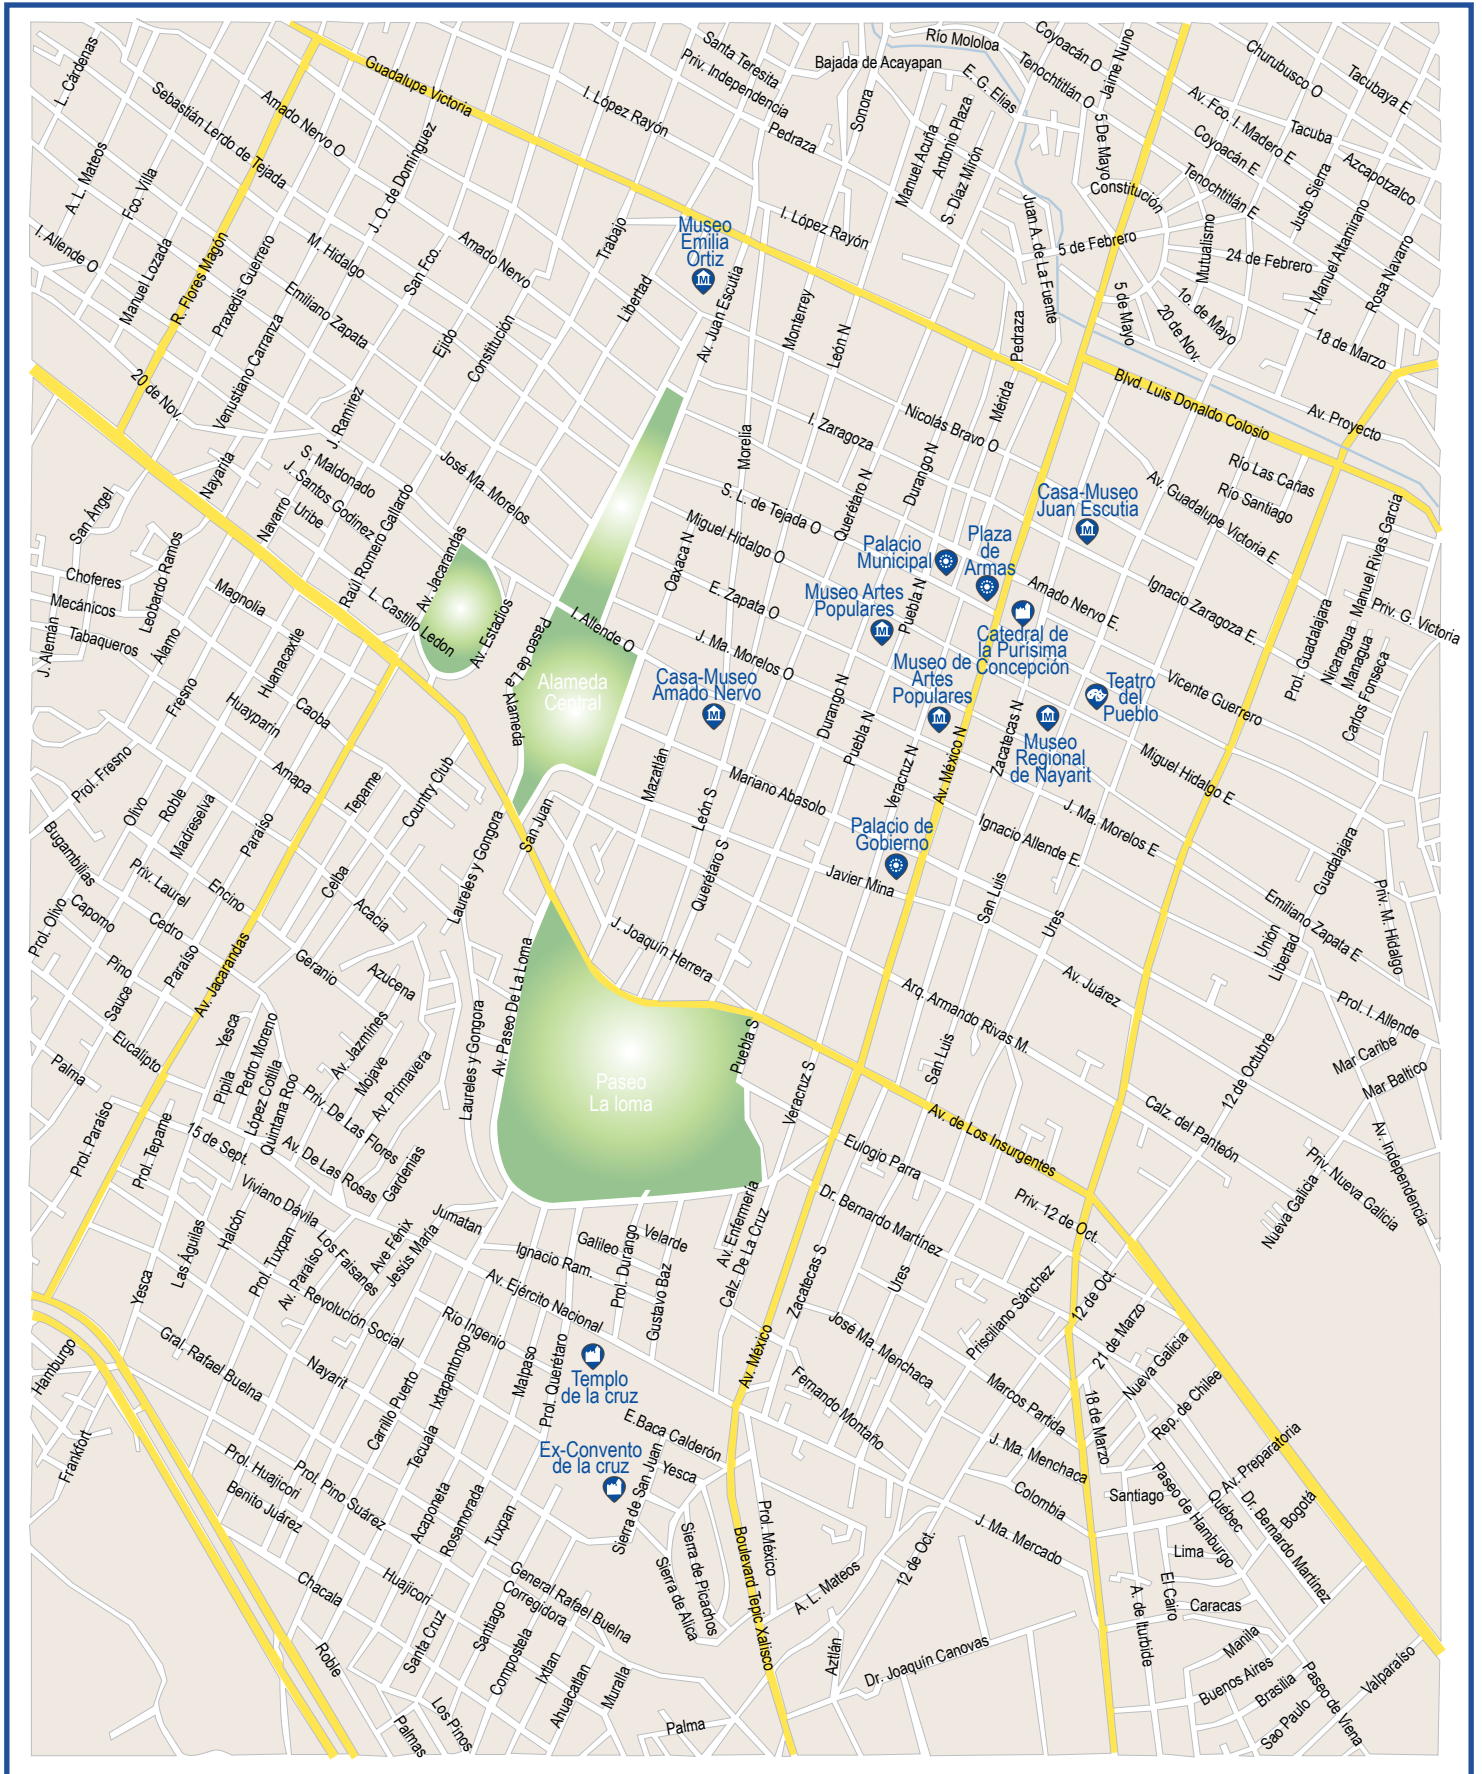 L. Cárdenas
Guadalupe Victoria
Sebastián Lerdo de Tejada
Amado Nervo O
I. López Rayón
Santa Teresita
Priv. Independencia
Pedraza
Bajada de Acayapan
Río Mololoa
Sonora
E. G. Elias
Coyoacán O
Tenochtitlán O
Jaime Nuno
5 De Mayo
Churubusco O
Tacubaya E
Av. Fco. I. Madero E
Tacuba
Coyoacán E
Azcapotzalco
Tenochtitlán E
Justo Sierra
Manuel Acuña
Antonio Plaza
S. Díaz Mirón
Constitución
Juan A. de La Fuente
5 de Febrero
Mutualismo
24 de Febrero
I. Manuel Altamirano
Rosa Navarro
A. L. Mateos
Fco. Villa
J. O. de Domínguez
I. Allende O
Manuel Lozada
R. Flores Magón
Praxedis Guerrero
M. Hidalgo
San Fco.
Amado Nervo
Trabajo
Libertad
Museo
Emilia
Ortiz
Av. Juan Escutia
I. López Rayón
Monterrey
León N
Pedraza
5 de Mayo
1o. de Mayo
20 de Nov.
18 de Marzo
Emiliano Zapata
Ejido
Constitución
Venustiano Carranza
20 de Nov.
J. Ramírez
Blvd. Luis Donaldo Colosio
Av. Proyecto
Mérida
Nicolás Bravo O
I. Zaragoza
Morelia
S. Maldonado
J. Santos Godinez
Uribe
Navarro
Nayarita
José Ma. Morelos
Raúl Romero Gallardo
Durango N
Querétaro N
S. L. de Tejada O
Miguel Hidalgo O
Oaxaca N
E. Zapata O
Casa-Museo
Juan Escutia
Av. Guadalupe Victoria E
Río Las Cañas
Río Santiago
Manuel Rivas García
San Ángel
Choferes
Mecánicos
Tabaqueros
J. Alemán
Leobardo Ramos
Álamo
Magnolia
Av. Jacarandas
L. Castillo Ledon
Av. Estadios
Paseo de La Alameda
I. Allende O
Alameda
Central
Palacio
Municipal
Plaza
de
Armas
Museo Artes
Populares
Puebla N
Amado Nervo E.
Ignacio Zaragoza E.
Prol. Guadalajara
Nicaragua
Managua
Carlos Fonseca
Priv. G. Victoria
Catedral de
la Purísima
Concepción
Museo de
Artes
Populares
J. Ma. Morelos O
Casa-Museo
Amado Nervo
Teatro
del
Pueblo
Vicente Guerrero
Museo
Regional
de Nayarit
Miguel Hidalgo E
Huanacaxtle
Fresno
Huayparin
Caoba
Amapa
Tepame
Country Club
Prol. Fresno
Olivo
Roble
Madreselva
Paraíso
Bugambilias
Priv. Laurel
Encino
Celba
Acacia
Laureles y Gongora
San Juan
Mazatlán
León S
Querétaro S
Mariano Abasolo
Durango N
Puebla N
Veracruz N
Av. México N
Zacatecas N
Palacio de
Gobierno
Javier Mina
Ignacio Allende E.
J. Ma. Morelos E
San Luis
Ures
Guadalajara
Emiliano Zapata E
Priv. M. Hidalgo
Unión
Libertad
Prol. I. Allende
Prol. Olivo
Capomo
Cedro
Pino
Sauce
Paraíso
Av. Jacarandas
Geranio
Azucena
Av. Paseo De La Loma
J. Joaquín Herrera
Arq. Armando Rivas M.
Av. Juárez
Eucalipto
Palma
Yesca
Pedro Moreno
Pipila
López Cotilla
Quintana Roo
Av. Jazmines
Mojave
Av. Primavera
Priv. De Las Flores
Av. De Las Rosas
Gardenias
Laureles y Gongora
Paseo
La loma
Puebla S
Veracruz S
San Luis
Av. de Los Insurgentes
Calz. del Panteón
12 de Octubre
Mar Caribe
Mar Baltico
Av. Independencia
Priv. Nueva Galicia
Nueva Galicia
Prol. Paraíso
Prol. Tepame
15 de Sept.
Viviano Dávila
Los Faisanes
Halcón
Las Águilas
Yesca
Prol. Tuxpan
Av. Paraíso
Ave Fénix
Jesús María
Jumatan
Ignacio Ram.
Galileo
Velarde
Prol. Durango
Gustavo Baz
Av. Enfermería
Calz. De La Cruz
Eulogio Parra
Dr. Bernardo Martínez
Priv. 12 de Oct.
12 de Oct.
Zacatecas S
Ures
Prisciliano Sánchez
21 de Marzo
Nueva Galicia
Rep. de Chilee
Av. Ejército Nacional
Río Ingenio
Revolución Social
Gral. Rafael Buelna
Nayarit
Hamburgo
Frankfort
Carrillo Puerto
Ixtapantongo
Tecuala
Malpaso
Prol. Querétaro
Templo
de la cruz
Av. México
José Ma. Menchaca
Fernando Montaño
Marcos Partida
18 de Marzo
J. Ma. Menchaca
Colombia
Av. Preparatoria
Santiago
Paseo de Hamburgo
Québec
Dr. Bernardo Martínez
Bogotá
Ex-Convento
de la cruz
E.Baca Calderón
Yesca
Sierra de San Juan
Sierra de Picachos
Sierra de Alica
Prol. México
Boulevard Tepic Xalisco
J. Ma. Mercado
12 de Oct.
A. L. Mateos
Prol. Huajicori
Benito Juárez
Prol. Pino Suárez
Acaponeta
Rosamorada
Tuxpan
Huajicori
Chacala
Roble
General Rafael Buelna
Corregidora
Santiago
Santa Cruz
Compostela
Ixtlan
Ahuacatlan
Muralla
Los Pinos
Palmas
Palma
Aztlán
Dr. Joaquín Canovas
Lima
El Cairo
Caracas
A. de Iturbide
Manila
Buenos Aires
Brasilia
Sao Paulo
Paseo de Viena
Valparaíso